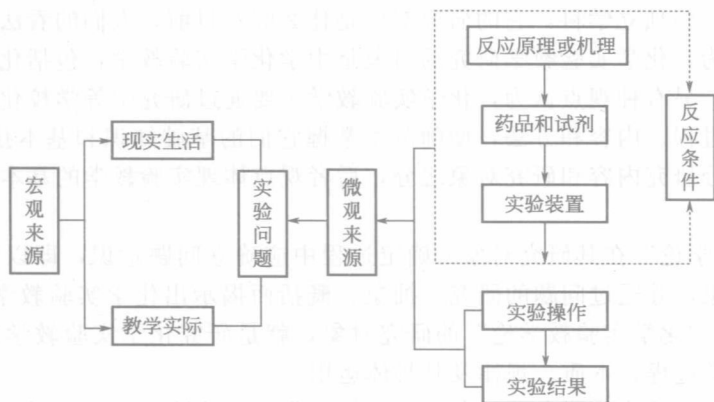 反应原理或机理
现实生活
药品和试剂
反应条件
宏观来源
实验问题
微观来源
实验装置
教学实际
实验操作
实验结果